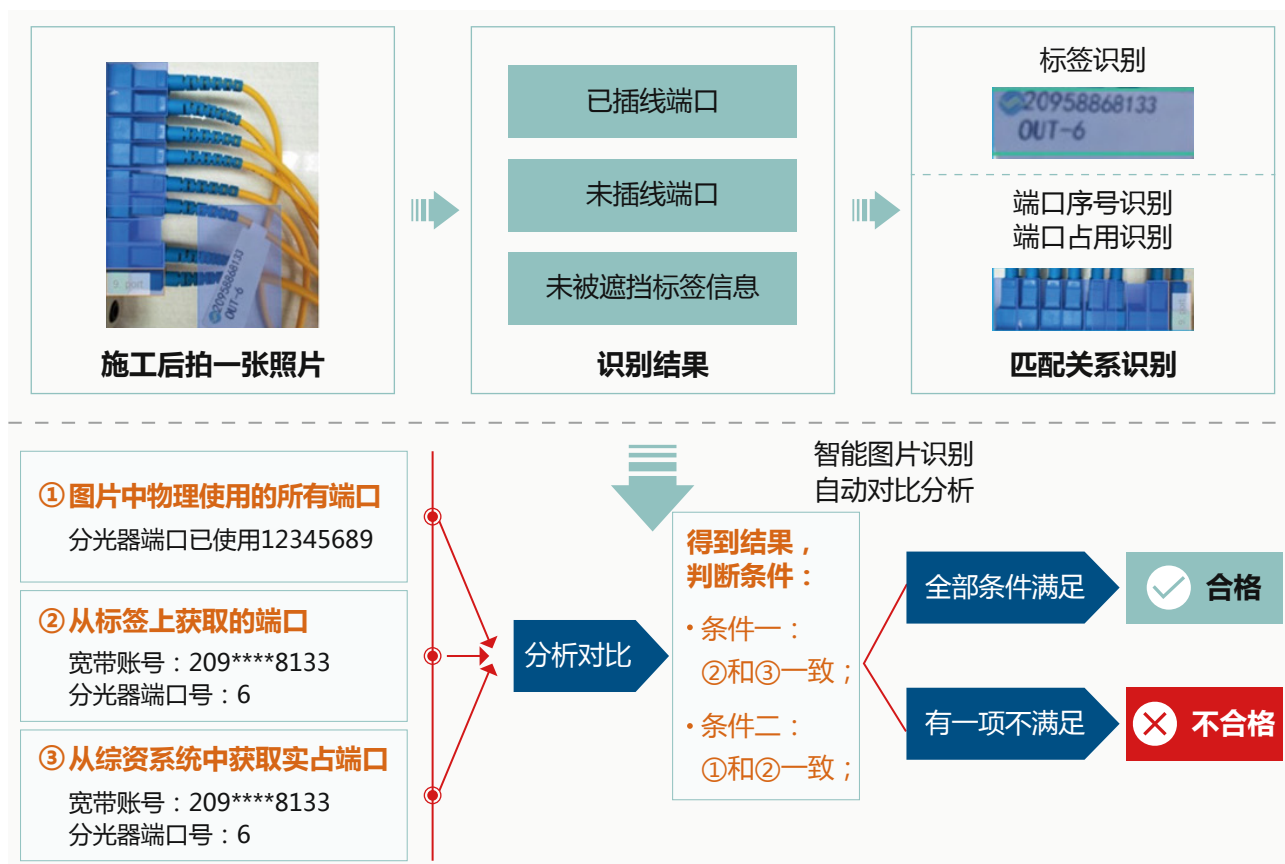 20958868133
OUT-6
9. port
施工后拍一张照片
已插线端口
未插线端口
未被遮挡标签信息
识别结果
标签识别
20958868133
OUT-6
端口序号识别
端口占用识别
匹配关系识别
智能图片识别
自动对比分析
①图片中物理使用的所有端口
分光器端口已使用12345689
②从标签上获取的端口
宽带账号：209****8133
分光器端口号：6
③从综资系统中获取实占端口
宽带账号：209****8133
分光器端口号：6
分析对比
得到结果，
判断条件：
•条件一：
②和③一致；
•条件二：
①和②一致；
全部条件满足
合格
有一项不满足
不合格